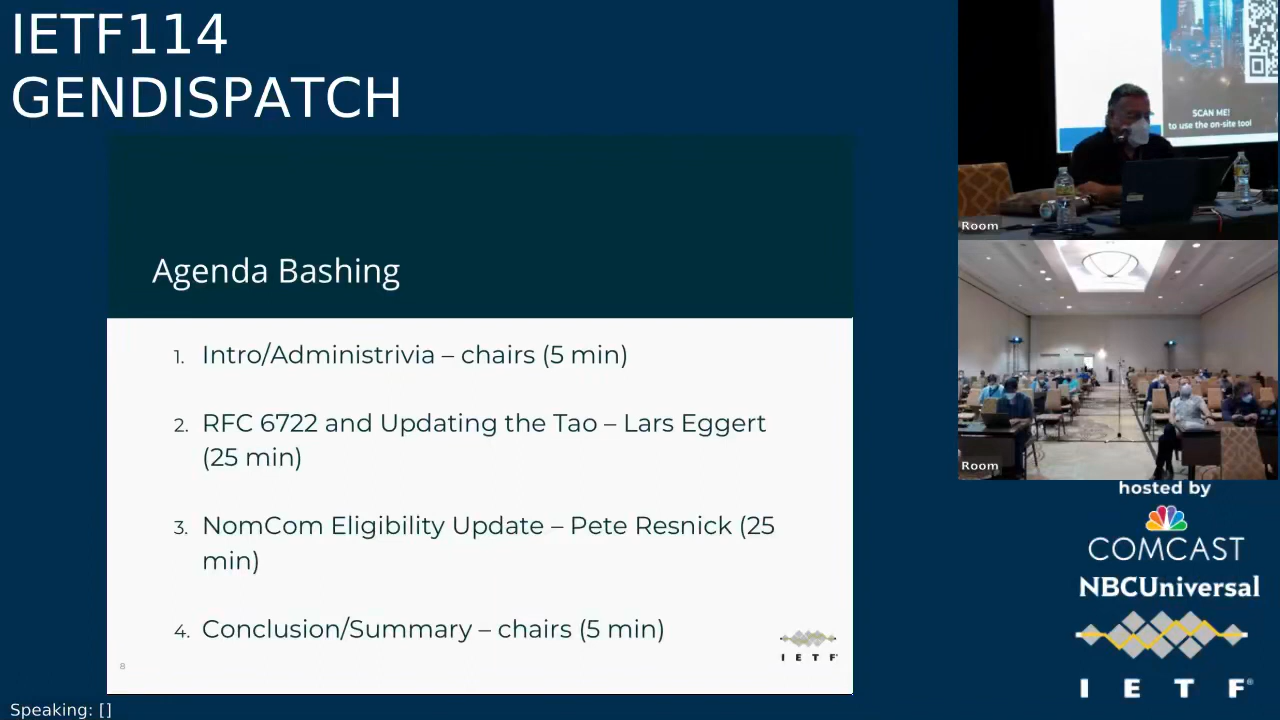 IETF114
GENDISPATCH
Agenda Bashing
1. Intro/Administrivia – chairs (5 min)
2. RFC 6722 and Updating the Tao – Lars Eggert
(25 min)
3. NomCom Eligibility Update – Pete Resnick (25
min)
4. Conclusion/Summary – chairs (5 min)
I E T F
8
Speaking: []
SCAN ME!
to use the on-site tool
Room
Room
hosted by
COMCAST
NBCUniversal
I E T F